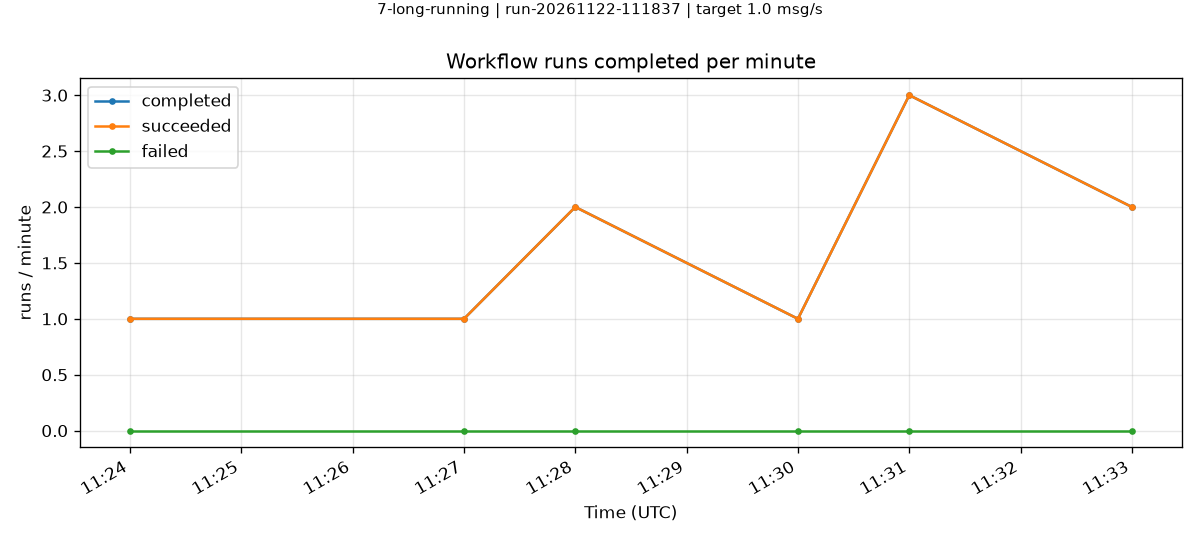 7-long-running | run-20261122-111837 | target 1.0 msg/s
Workflow runs completed per minute
completed
succeeded
failed
runs / minute
3.0
2.5
2.0
1.5
1.0
0.5
0.0
11:24
11:25
11:26
11:27
11:28
11:29
11:30
11:31
11:32
11:33
Time (UTC)